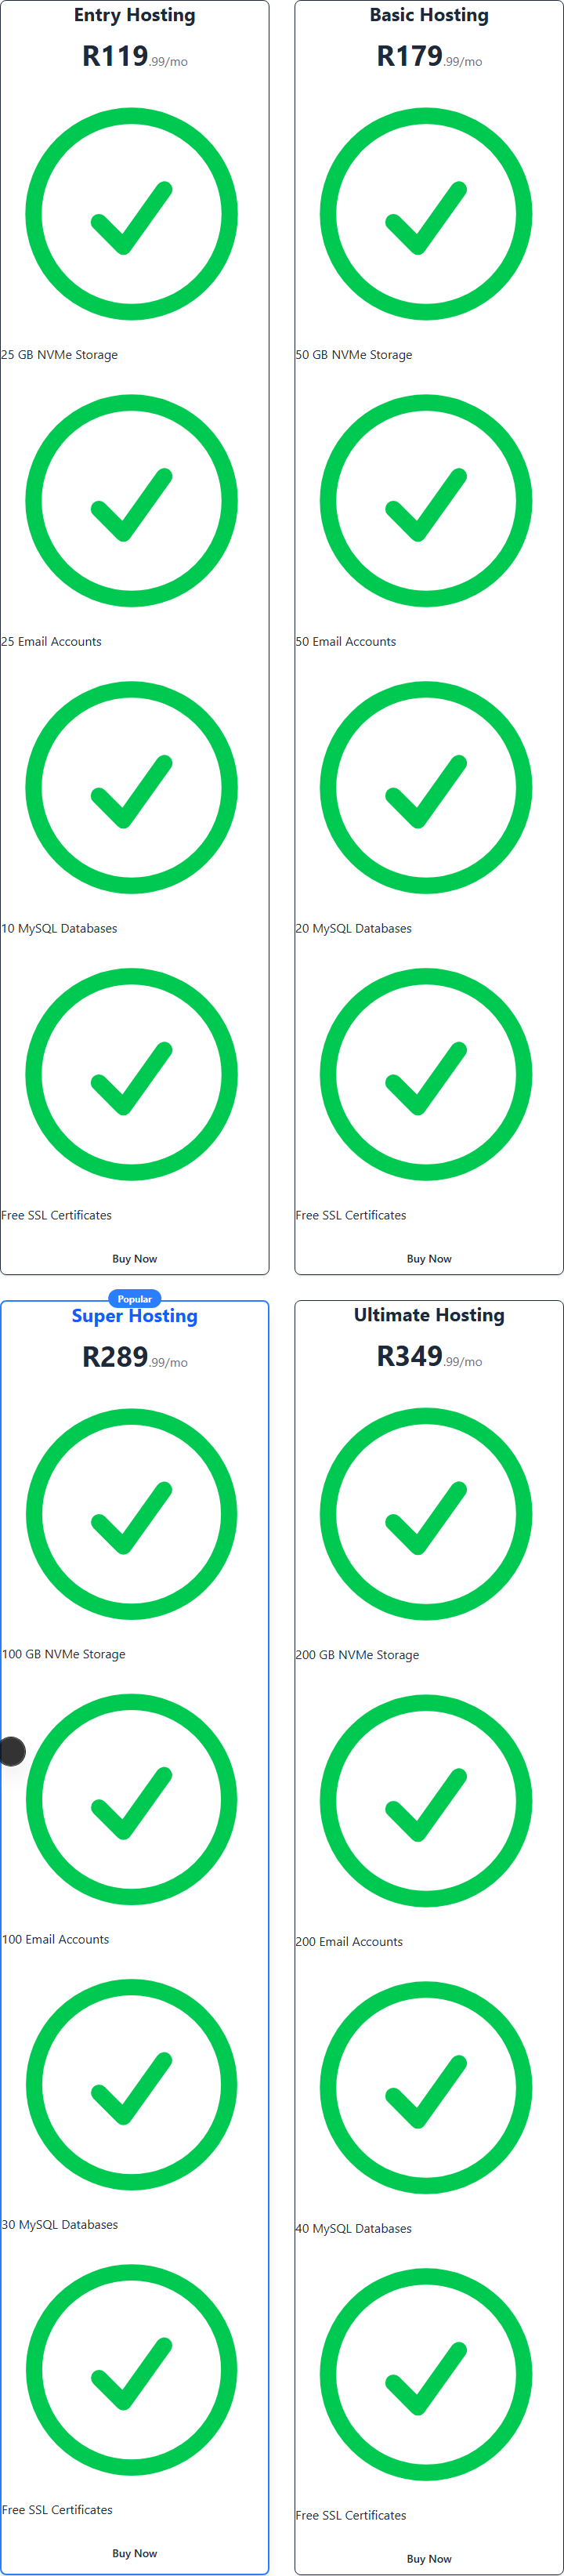 Entry Hosting
R119.99/mo
25 GB NVMe Storage
25 Email Accounts
10 MySQL Databases
Free SSL Certificates
Buy Now
Basic Hosting
R179.99/mo
50 GB NVMe Storage
50 Email Accounts
20 MySQL Databases
Free SSL Certificates
Buy Now
Popular
Super Hosting
R289.99/mo
100 GB NVMe Storage
100 Email Accounts
30 MySQL Databases
Free SSL Certificates
Buy Now
Ultimate Hosting
R349.99/mo
200 GB NVMe Storage
200 Email Accounts
40 MySQL Databases
Free SSL Certificates
Buy Now